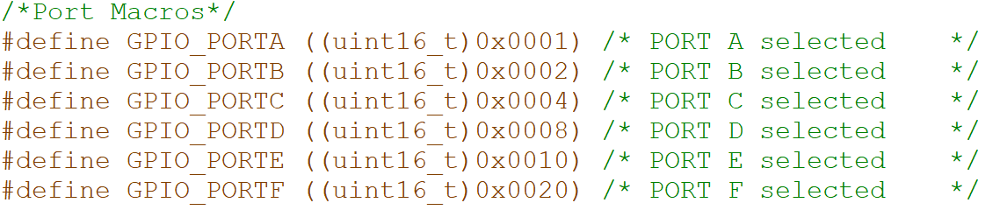 /*Port Macros*/
#define GPIO_PORTA ((uint16_t)0x0001) /* PORT A selected    */
#define GPIO_PORTB ((uint16_t)0x0002) /* PORT B selected    */
#define GPIO_PORTC ((uint16_t)0x0004) /* PORT C selected    */
#define GPIO_PORTD ((uint16_t)0x0008) /* PORT D selected    */
#define GPIO_PORTE ((uint16_t)0x0010) /* PORT E selected    */
#define GPIO_PORTF ((uint16_t)0x0020) /* PORT F selected    */